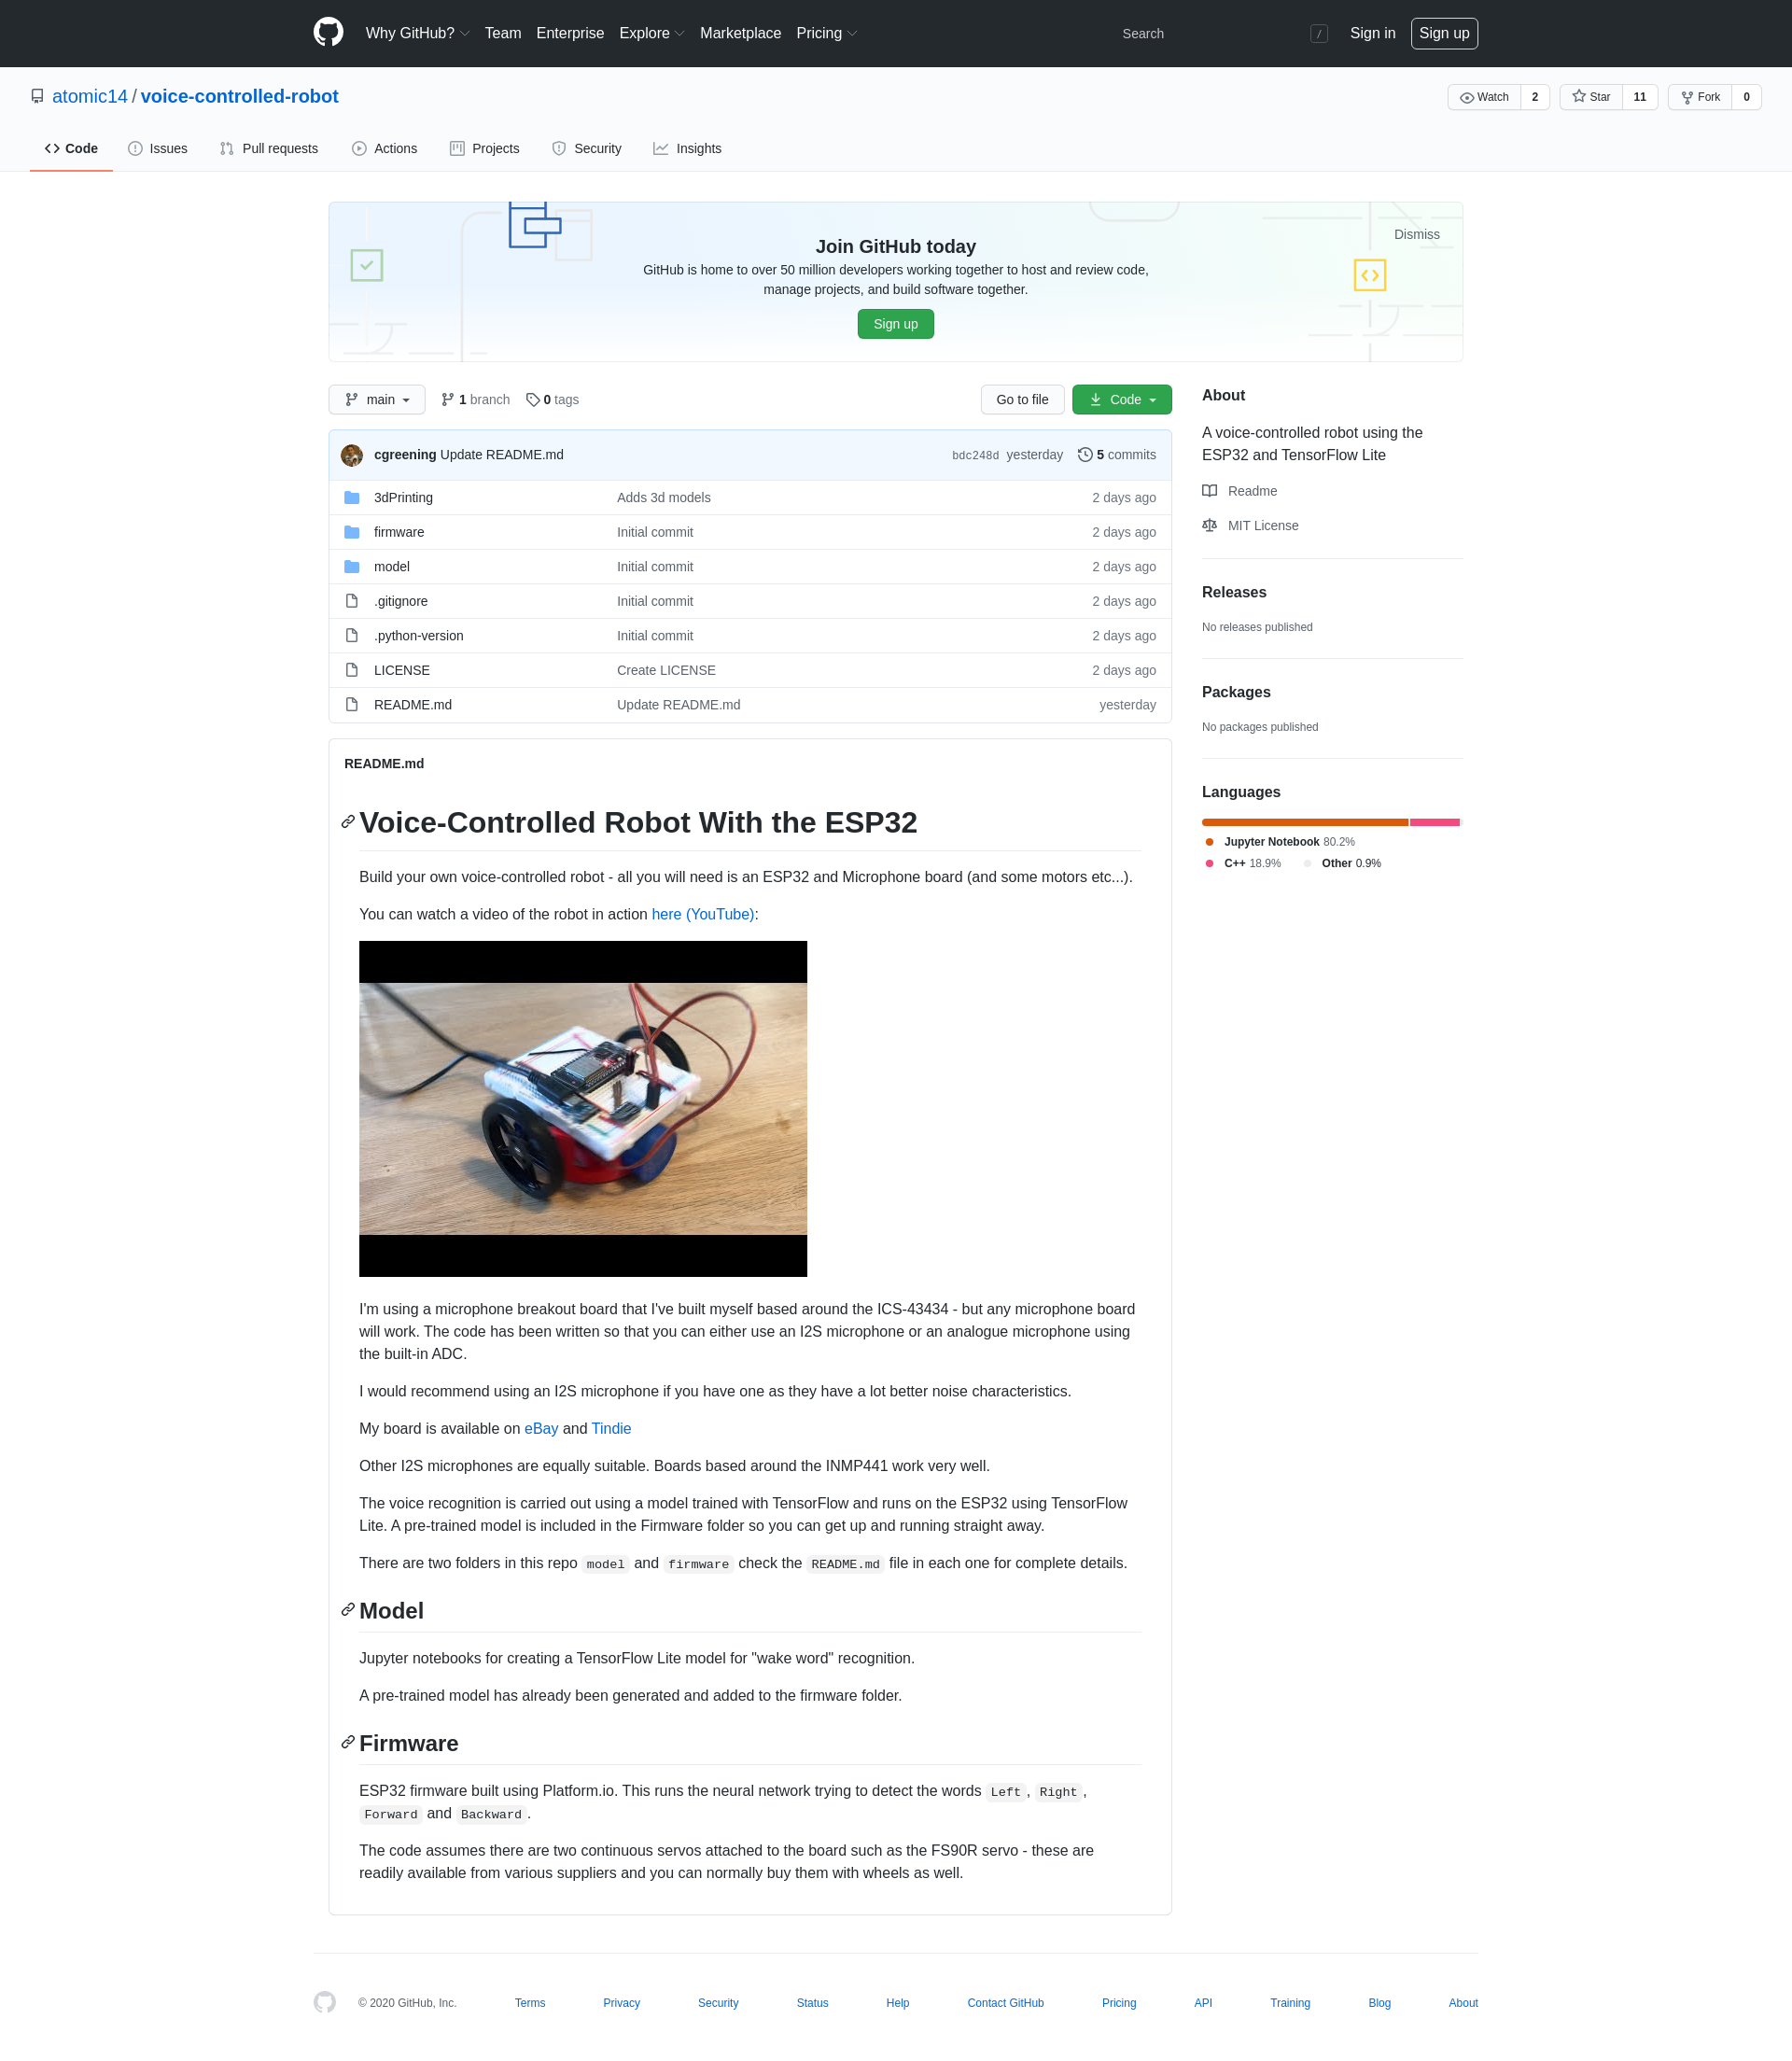 Why GitHub? Team Enterprise Explore Marketplace Pricing Search / Sign in Sign up
atomic14 / voice-controlled-robot Watch 2 Star 11 Fork 0
Code Issues Pull requests Actions Projects Security Insights
Join GitHub today
Dismiss
GitHub is home to over 50 million developers working together to host and review code,
manage projects, and build software together.
Sign up
main 1 branch 0 tags Go to file Code
cgreening Update README.md bdc248d yesterday 5 commits
3dPrinting Adds 3d models 2 days ago
firmware Initial commit 2 days ago
model Initial commit 2 days ago
.gitignore Initial commit 2 days ago
.python-version Initial commit 2 days ago
LICENSE Create LICENSE 2 days ago
README.md Update README.md yesterday
About
A voice-controlled robot using the
ESP32 and TensorFlow Lite
Readme
MIT License
Releases
No releases published
Packages
No packages published
Languages
Jupyter Notebook 80.2%
C++ 18.9% Other 0.9%
README.md
Voice-Controlled Robot With the ESP32
Build your own voice-controlled robot - all you will need is an ESP32 and Microphone board (and some motors etc...).
You can watch a video of the robot in action here (YouTube):
I'm using a microphone breakout board that I've built myself based around the ICS-43434 - but any microphone board
will work. The code has been written so that you can either use an I2S microphone or an analogue microphone using
the built-in ADC.
I would recommend using an I2S microphone if you have one as they have a lot better noise characteristics.
My board is available on eBay and Tindie
Other I2S microphones are equally suitable. Boards based around the INMP441 work very well.
The voice recognition is carried out using a model trained with TensorFlow and runs on the ESP32 using TensorFlow
Lite. A pre-trained model is included in the Firmware folder so you can get up and running straight away.
There are two folders in this repo model and firmware check the README.md file in each one for complete details.
Model
Jupyter notebooks for creating a TensorFlow Lite model for "wake word" recognition.
A pre-trained model has already been generated and added to the firmware folder.
Firmware
ESP32 firmware built using Platform.io. This runs the neural network trying to detect the words Left, Right,
Forward and Backward.
The code assumes there are two continuous servos attached to the board such as the FS90R servo - these are
readily available from various suppliers and you can normally buy them with wheels as well.
© 2020 GitHub, Inc. Terms Privacy Security Status Help Contact GitHub Pricing API Training Blog About